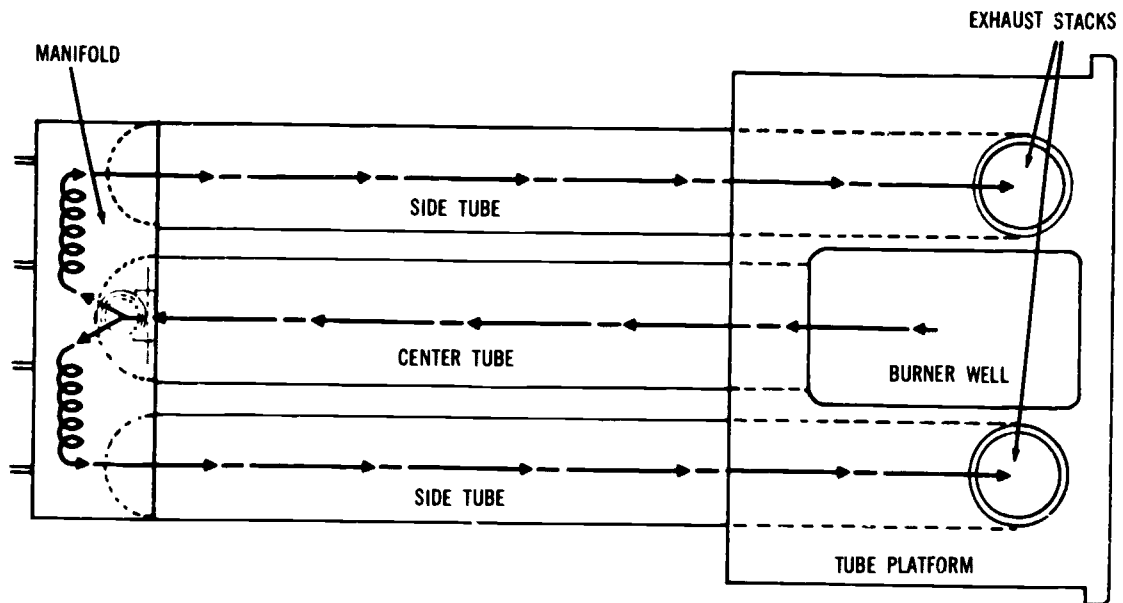 EXHAUST STACKS
MANIFOLD
SIDE TUBE
CENTER TUBE
BURNER WELL
SIDE TUBE
TUBE PLATFORM